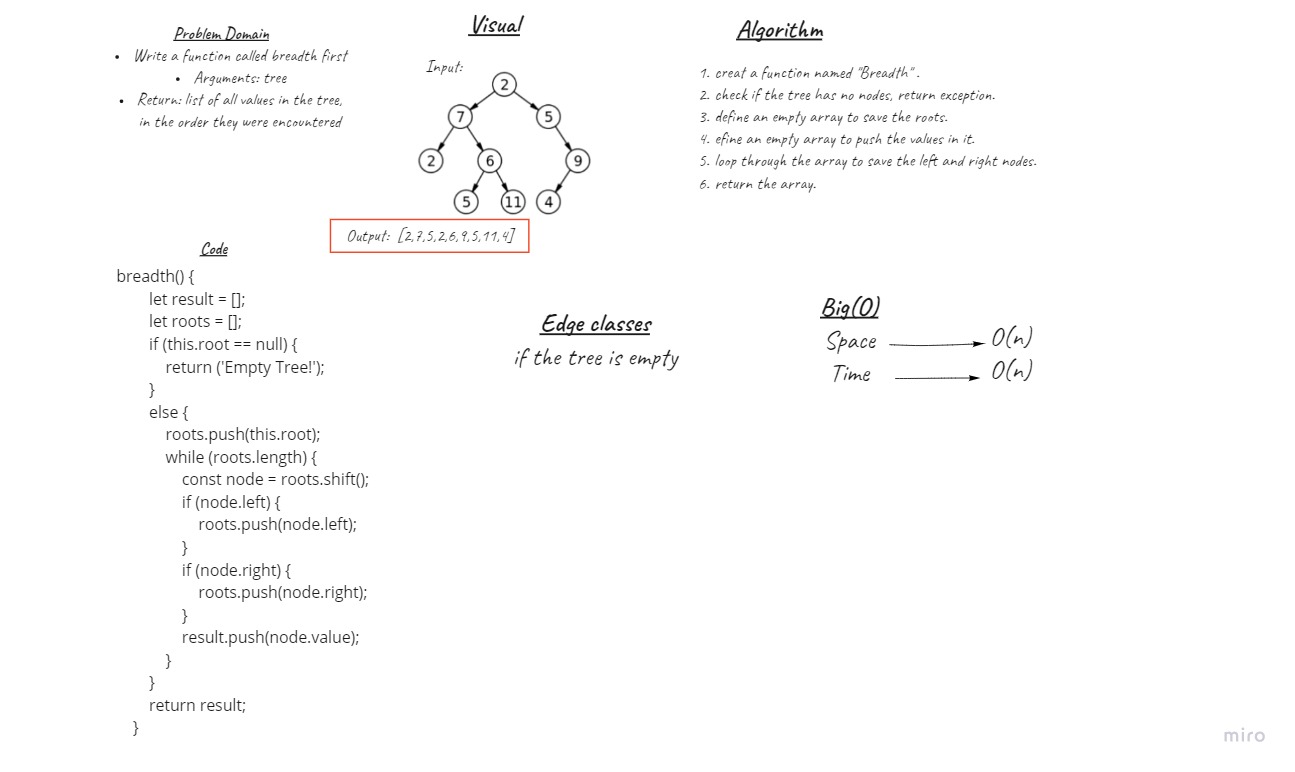 Problem Domain
• Write a function called breadth first
• Arguments: tree
• Return: list of all values in the tree,
in the order they were encountered
Visual
Input:
2
7 5
2 6 9
5 11 4
Output: [2,7,5,2,6,9,5,11,4]
Algorithm
1. creat a function named "Breadth".
2. check if the tree has no nodes, return exception.
3. define an empty array to save the roots.
4. efine an empty array to push the values in it.
5. loop through the array to save the left and right nodes.
6. return the array.
Code
breadth() {
let result = [];
let roots = [];
if (this.root == null) {
return ('Empty Tree!');
}
else {
roots.push(this.root);
while (roots.length) {
const node = roots.shift();
if (node.left) {
roots.push(node.left);
}
if (node.right) {
roots.push(node.right);
}
result.push(node.value);
}
}
return result;
}
Edge classes
if the tree is empty
Big(O)
Space O(n)
Time O(n)
miro